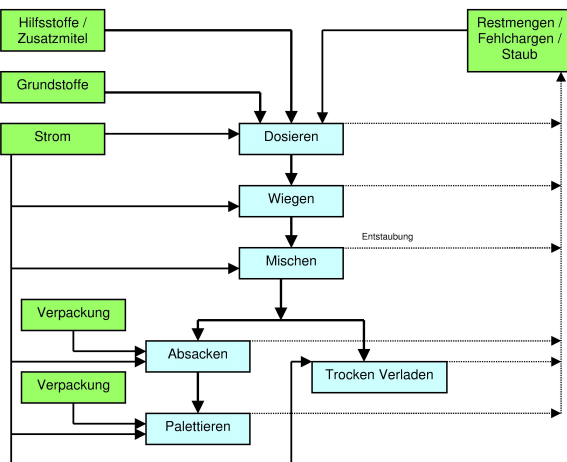 Hilfsstoffe /
Zusatzmitel
Restmengen /
Fehlchargen /
Staub
Grundstoffe
Strom
Dosieren
Wiegen
Entstaubung
Mischen
Verpackung
Absacken
Trocken Verladen
Verpackung
Palettieren